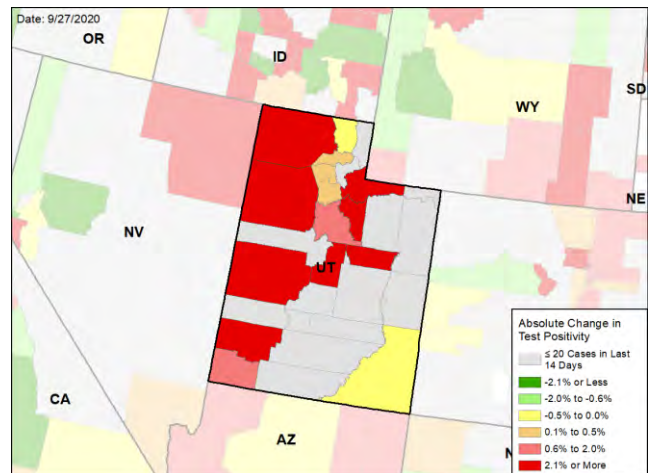 Date: 9/27/2020
OR
ID
SD
WY
NE
NV
UT
CA
AZ
N
Absolute Change in
Test Positivity
≤ 20 Cases in Last
14 Days
-2.1% or Less
-2.0% to -0.6%
-0.5% to 0.0%
0.1% to 0.5%
0.6% to 2.0%
2.1% or More